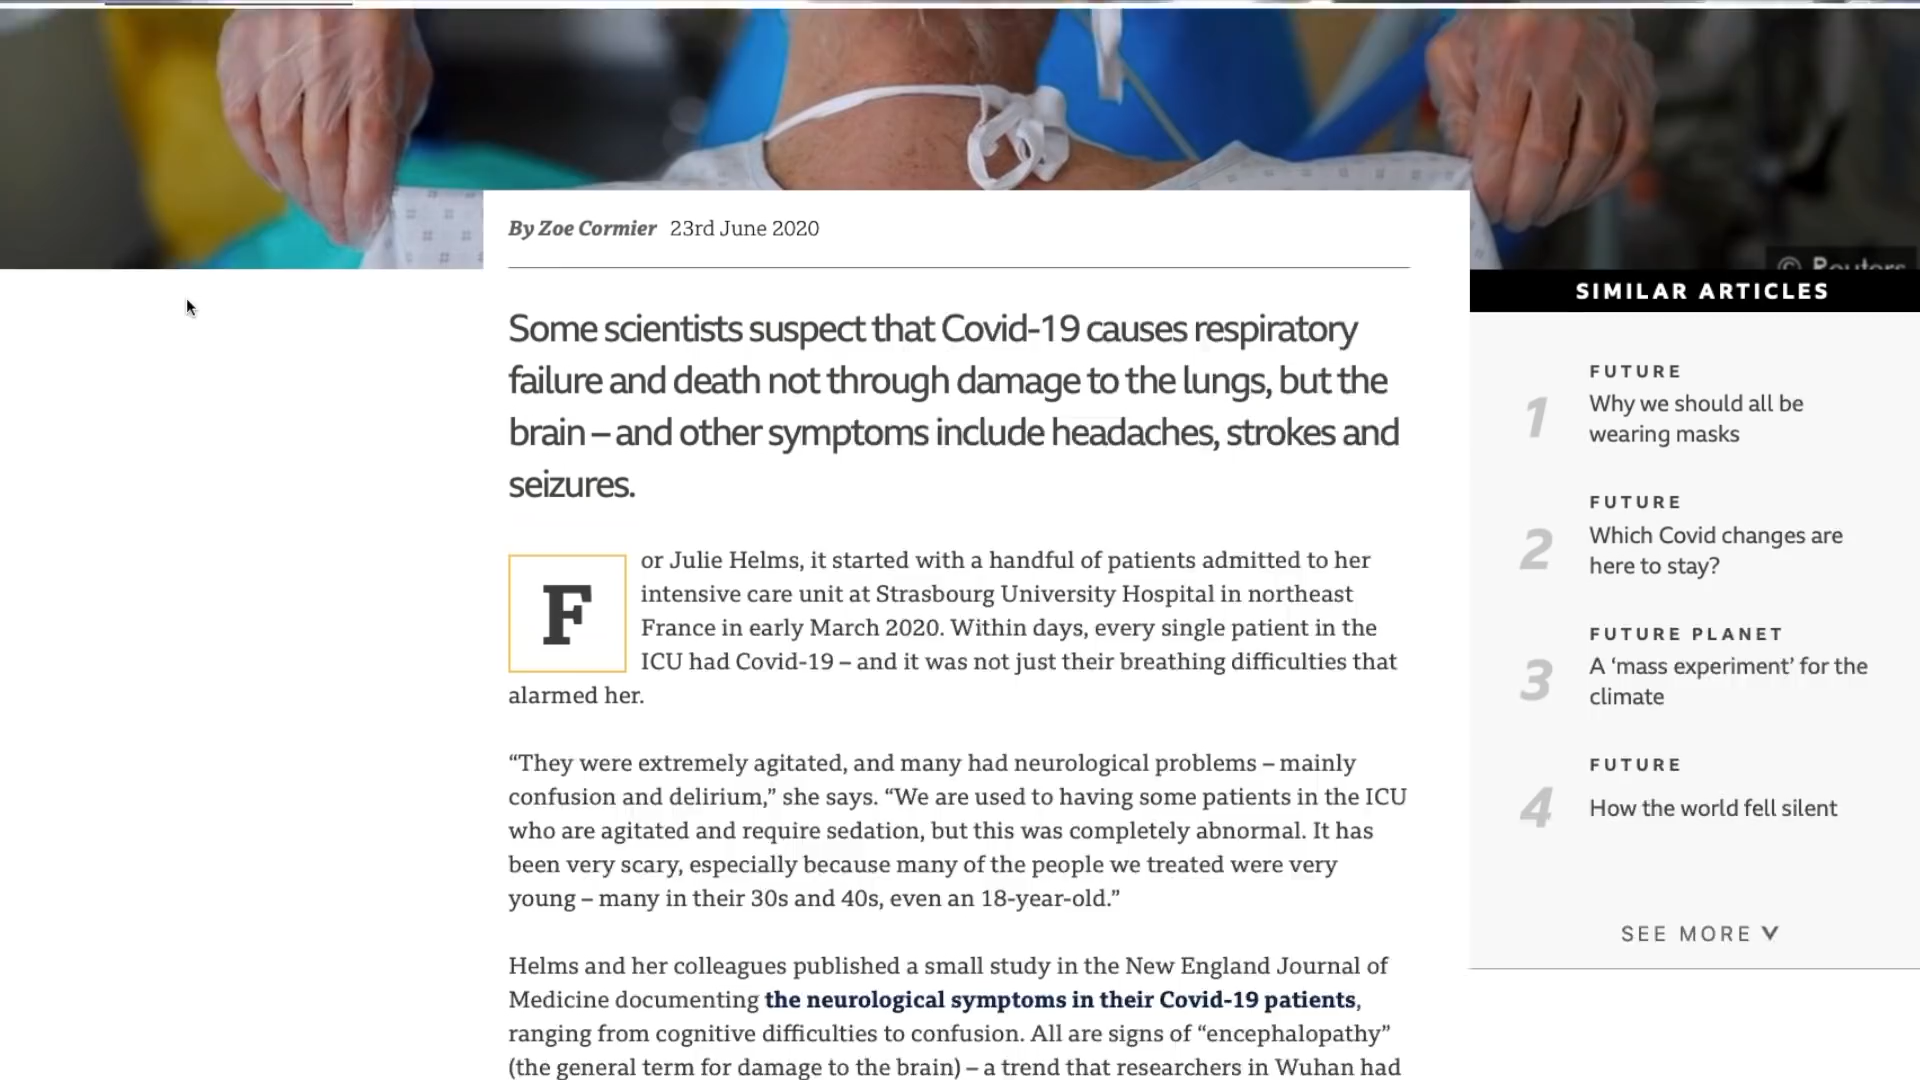 By Zoe Cormier 23rd June 2020
Some scientists suspect that Covid-19 causes respiratory
failure and death not through damage to the lungs, but the
brain – and other symptoms include headaches, strokes and
seizures.
For Julie Helms, it started with a handful of patients admitted to her
intensive care unit at Strasbourg University Hospital in northeast
France in early March 2020. Within days, every single patient in the
ICU had Covid-19 – and it was not just their breathing difficulties that
alarmed her.
“They were extremely agitated, and many had neurological problems – mainly
confusion and delirium,” she says. “We are used to having some patients in the ICU
who are agitated and require sedation, but this was completely abnormal. It has
been very scary, especially because many of the people we treated were very
young – many in their 30s and 40s, even an 18-year-old.”
Helms and her colleagues published a small study in the New England Journal of
Medicine documenting the neurological symptoms in their Covid-19 patients,
ranging from cognitive difficulties to confusion. All are signs of “encephalopathy”
(the general term for damage to the brain) – a trend that researchers in Wuhan had
© Reuters
SIMILAR ARTICLES
FUTURE
1
Why we should all be
wearing masks
FUTURE
2
Which Covid changes are
here to stay?
FUTURE PLANET
3
A ‘mass experiment’ for the
climate
FUTURE
4
How the world fell silent
SEE MORE